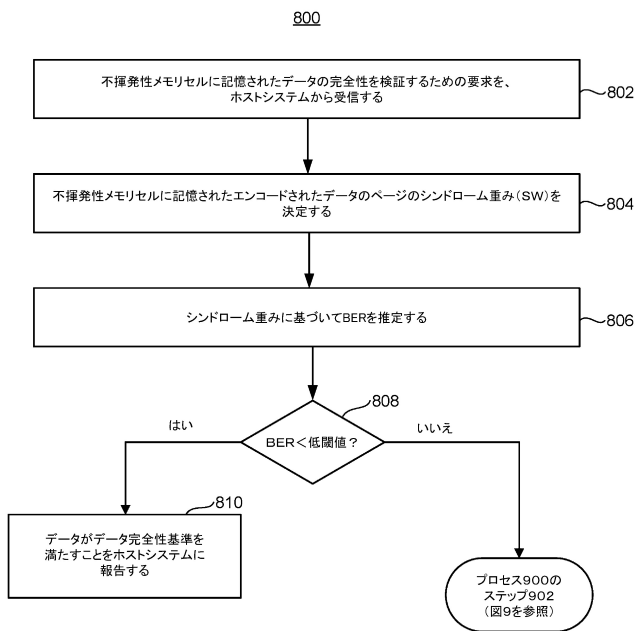 800
不揮発性メモリセルに記憶されたデータの完全性を検証するための要求を、
ホストシステムから受信する
802
不揮発性メモリセルに記憶されたエンコードされたデータのページのシンドローム重み(SW)を
決定する
804
シンドローム重みに基づいてBERを推定する
806
808
はい
BER<低閾値?
いいえ
810
データがデータ完全性基準を
満たすことをホストシステムに
報告する
プロセス900の
ステップ902
(図9を参照)